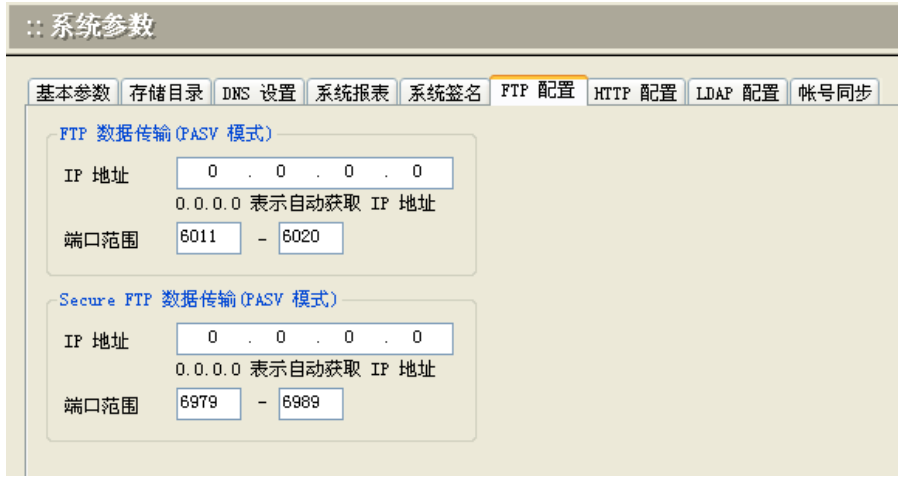 :: 系统参数
基本参数 存储目录 DNS 设置 系统报表 系统签名 FTP 配置 HTTP 配置 LDAP 配置 帐号同步
FTP 数据传输(PASV 模式)
IP 地址 0 . 0 . 0 . 0
0.0.0.0 表示自动获取 IP 地址
端口范围 6011 - 6020
Secure FTP 数据传输(PASV 模式)
IP 地址 0 . 0 . 0 . 0
0.0.0.0 表示自动获取 IP 地址
端口范围 6979 - 6989